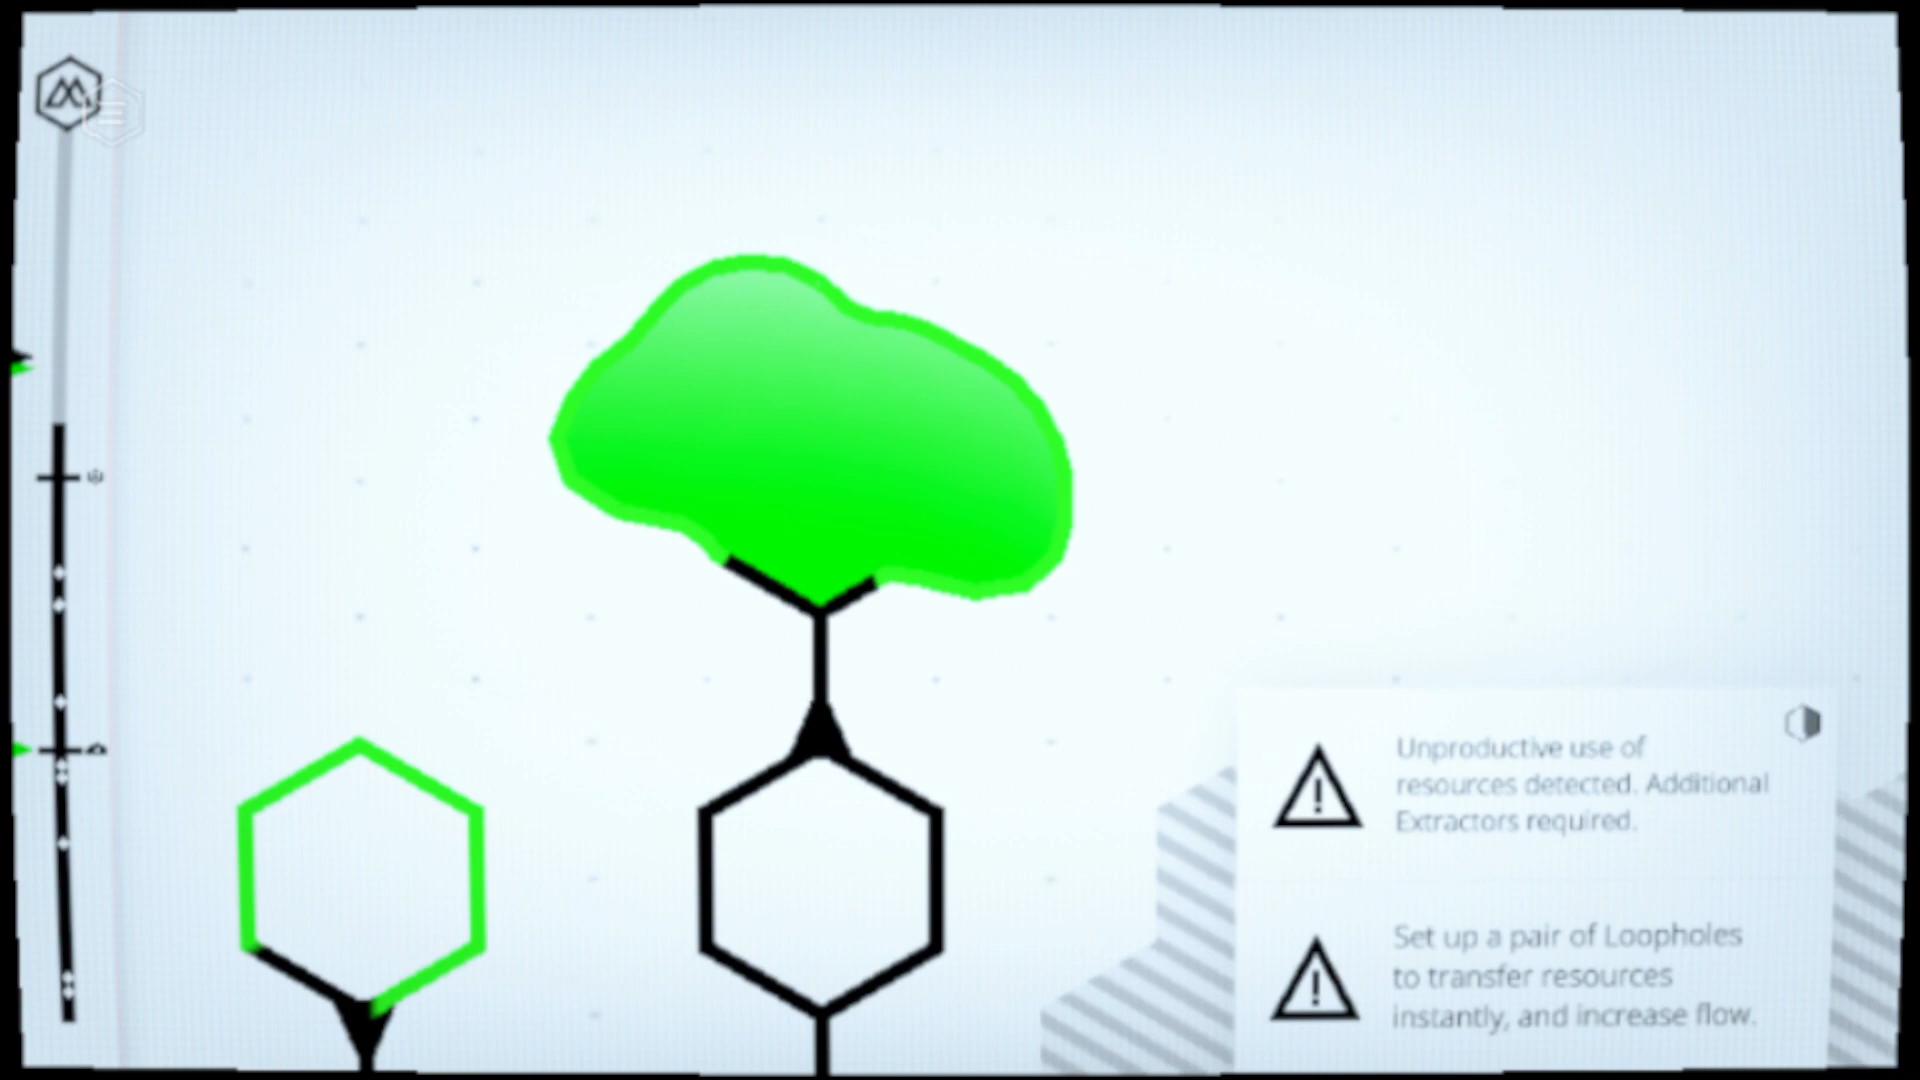 Unproductive use of
resources detected. Additional
Extractors required.
Set up a pair of Loopholes
to transfer resources
instantly, and increase flow.